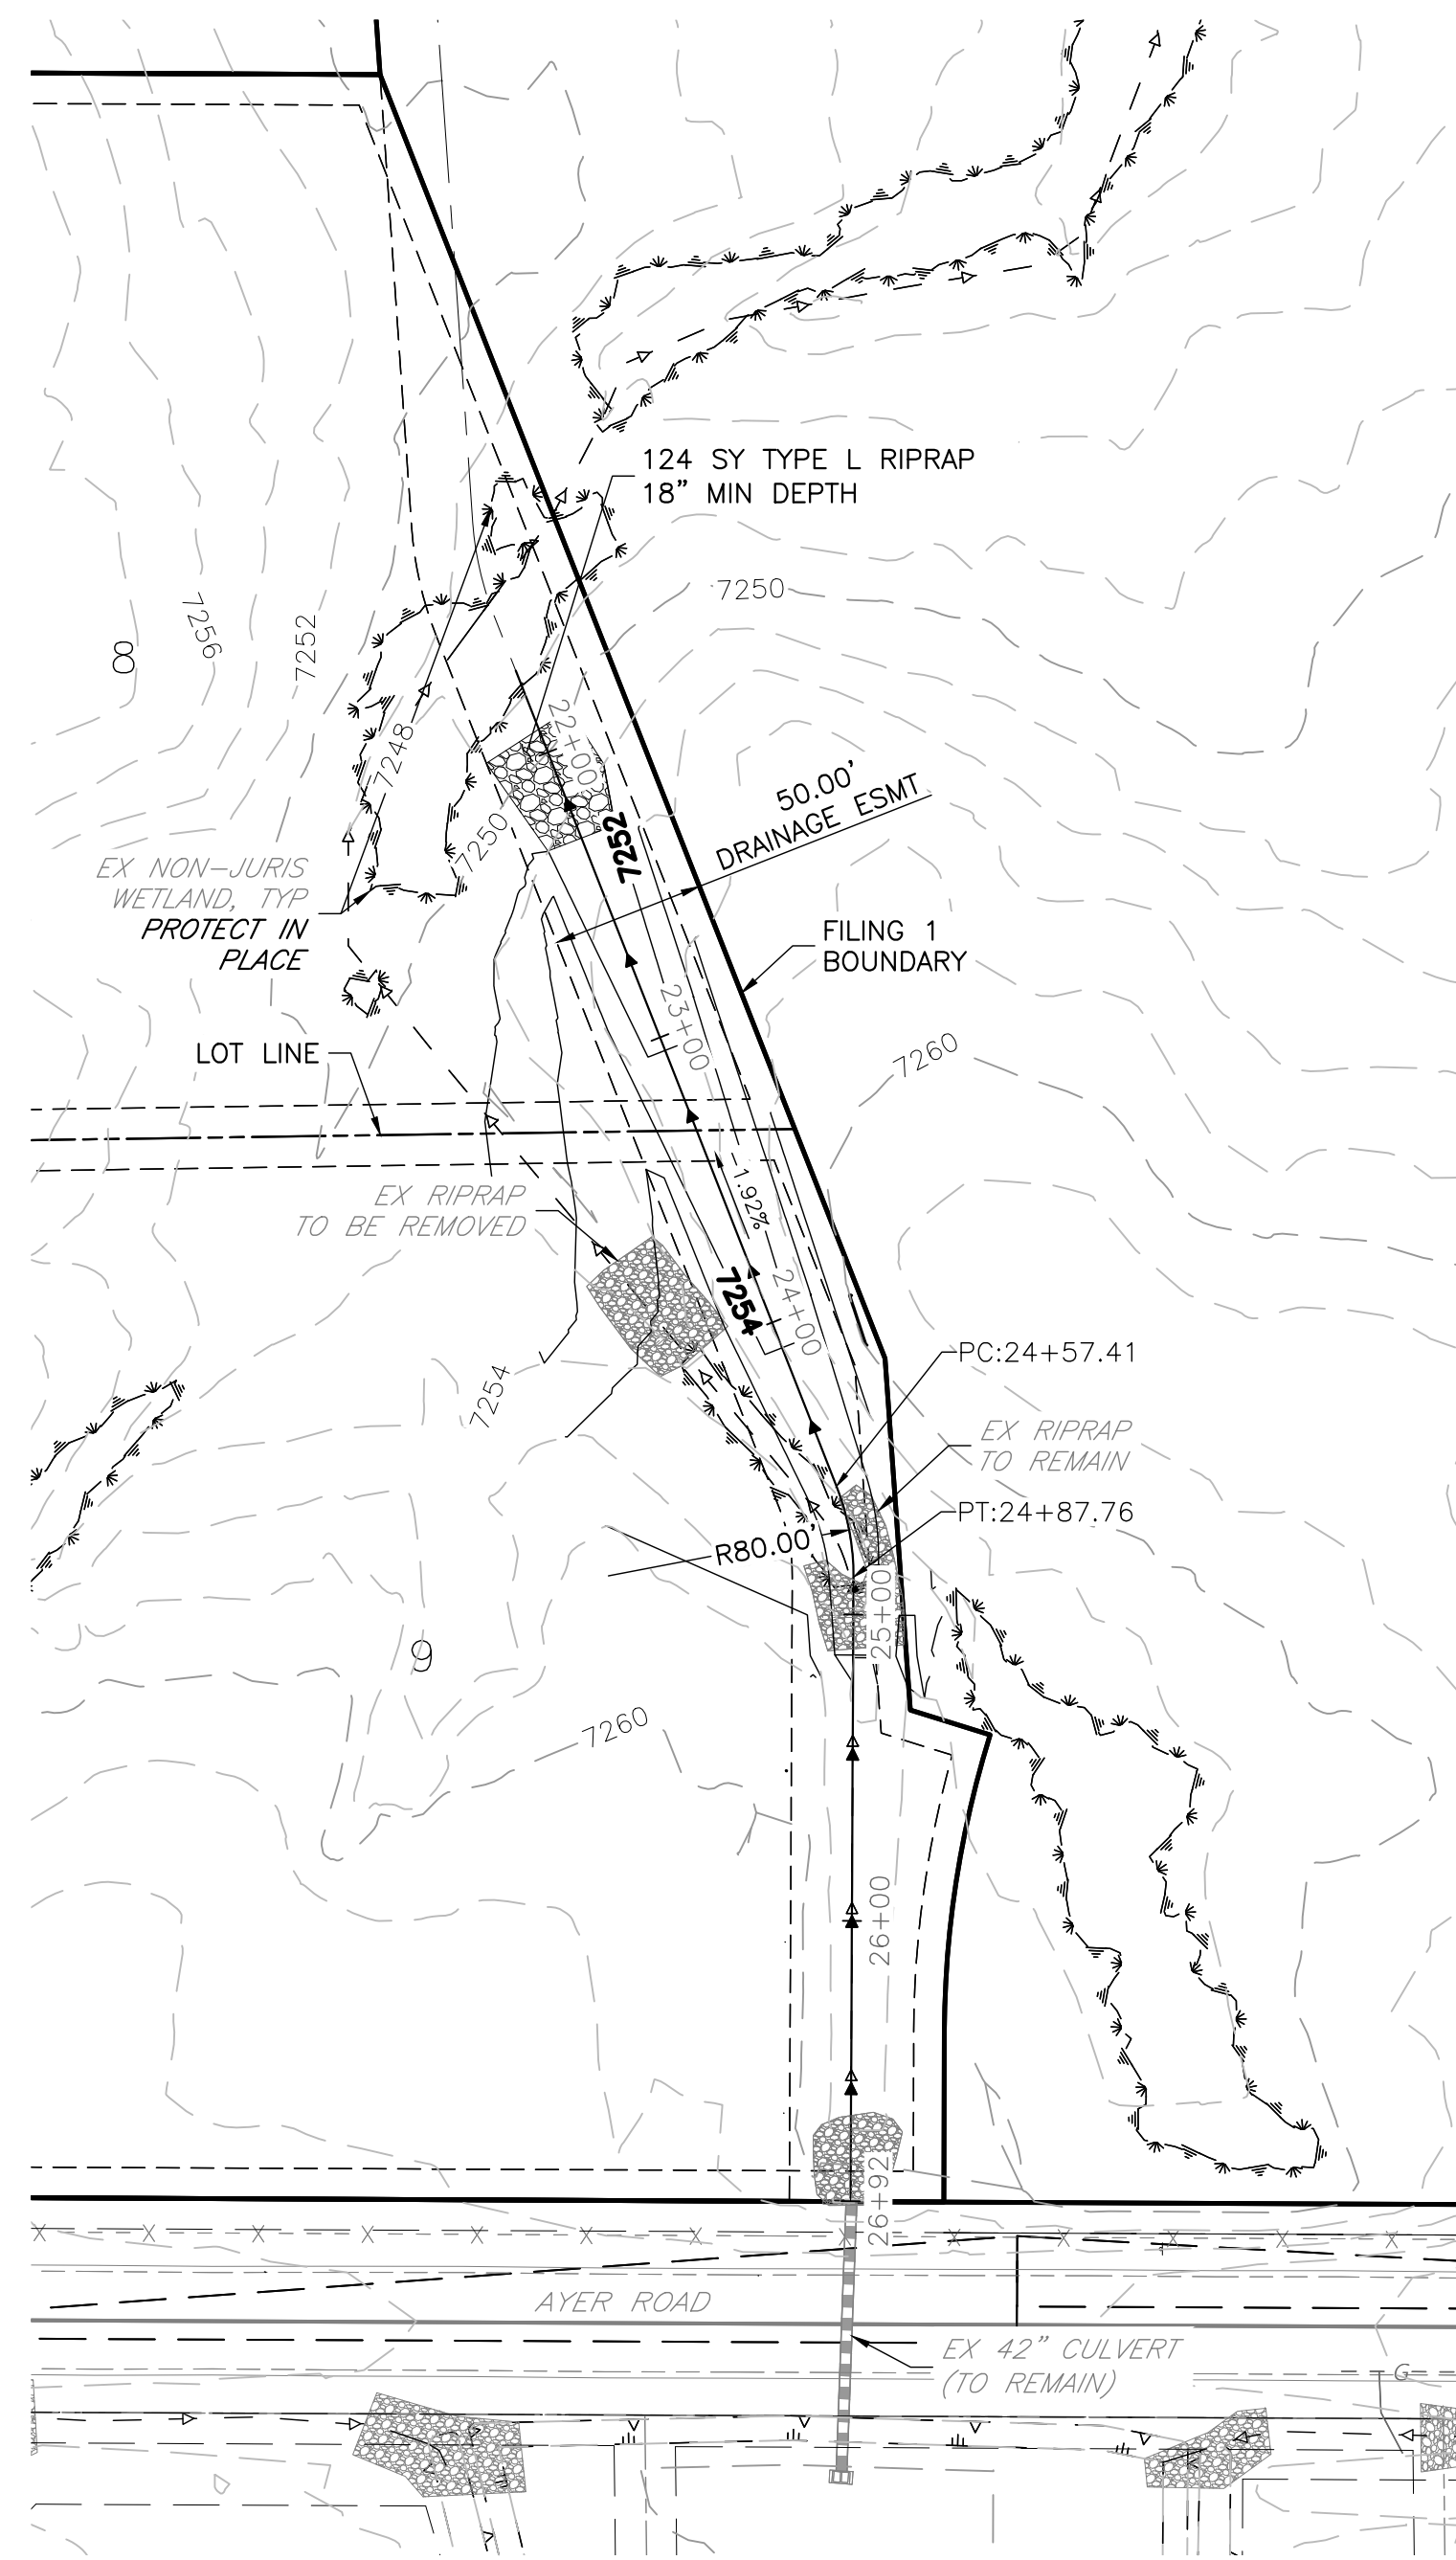 124 SY TYPE L RIPRAP
18" MIN DEPTH
7250
7256
7252
8
22+00
7248
50.00'
DRAINAGE ESMT
7252
7250
EX NON-JURIS
WETLAND, TYP
PROTECT IN
PLACE
FILING 1
BOUNDARY
23+00
LOT LINE
7260
1.92%
EX RIPRAP
TO BE REMOVED
7254
24+00
PC:24+57.41
7254
EX RIPRAP
TO REMAIN
PT:24+87.76
R80.00'
25+00
9
7260
26+00
26+92
X X X X X X X X X X X X X
AYER ROAD
EX 42" CULVERT
(TO REMAIN)
G